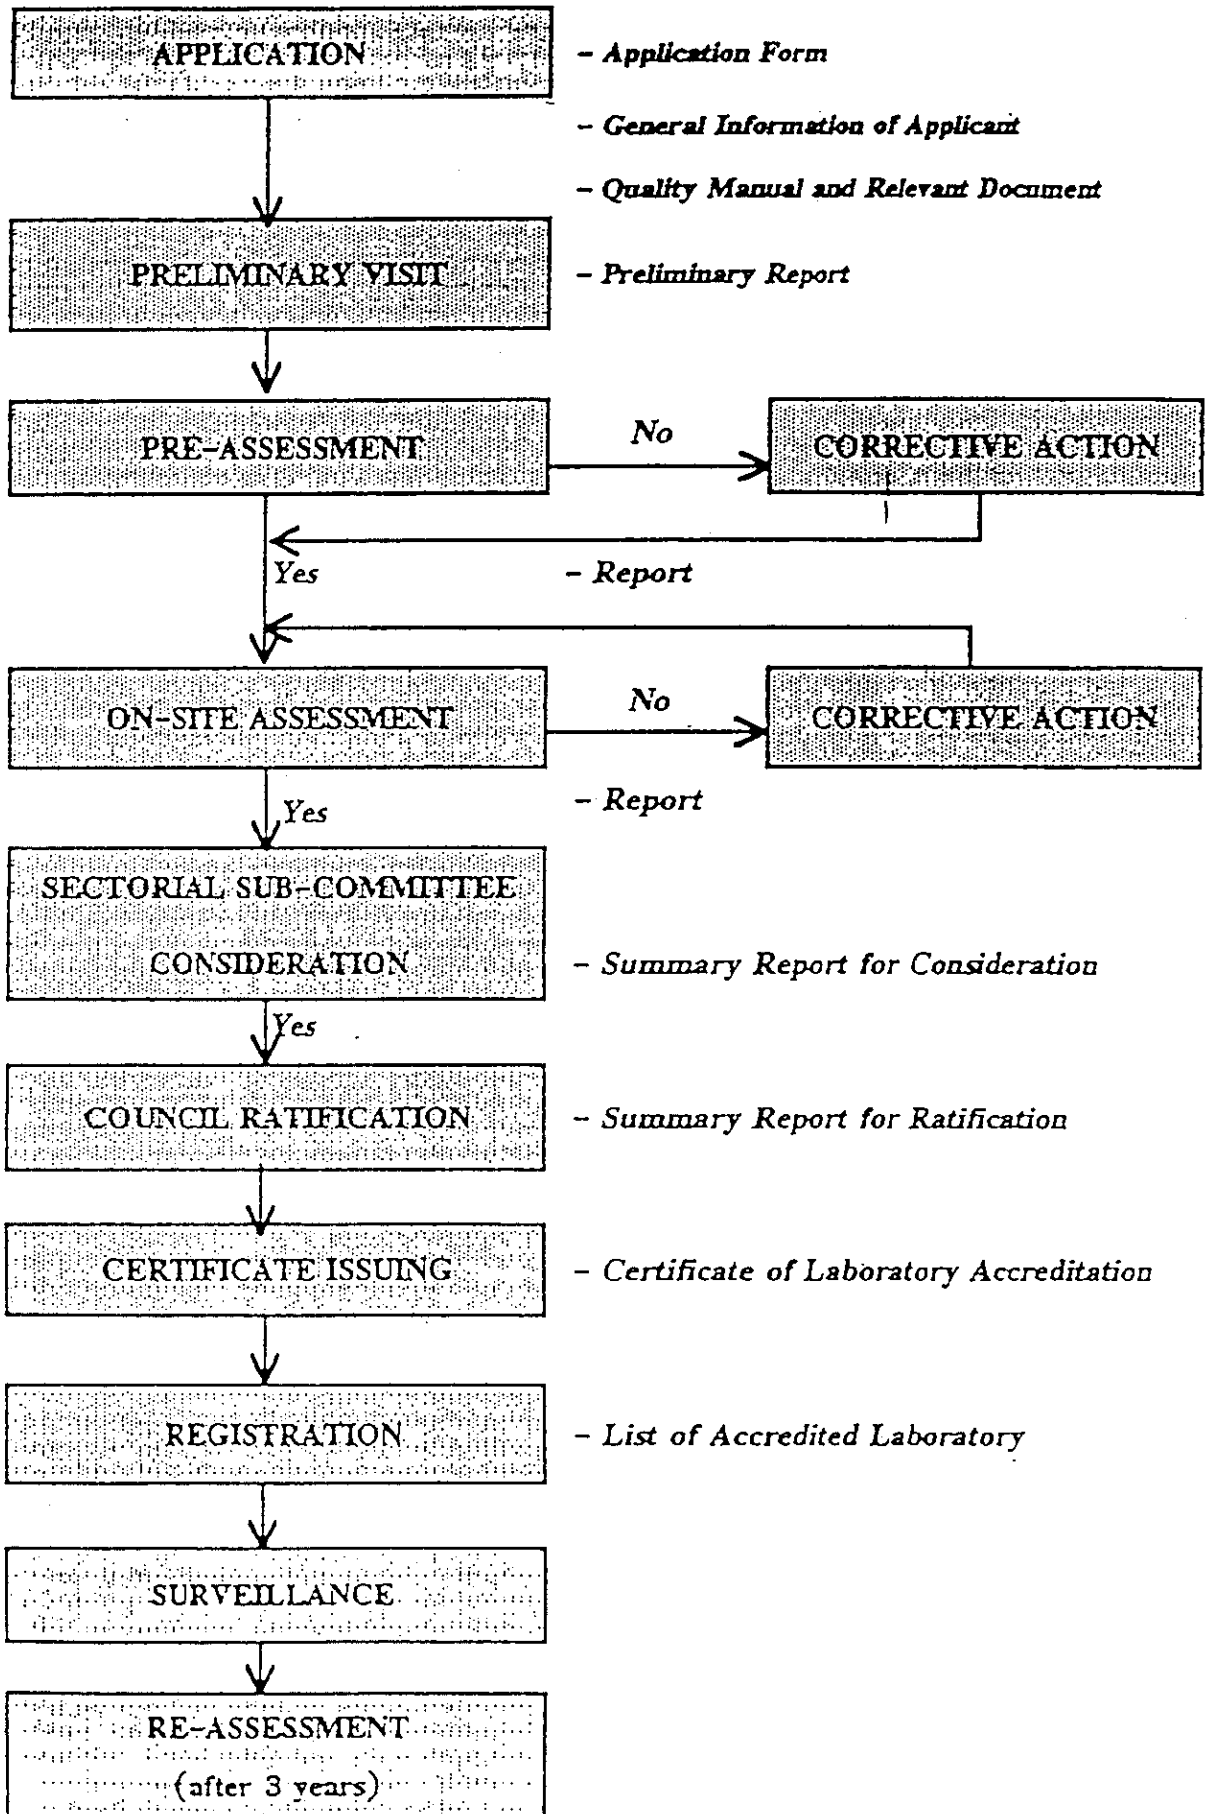 APPLICATION
- Application Form
- General Information of Applicant
- Quality Manual and Relevant Document
PRELIMINARY VISIT
- Preliminary Report
PRE-ASSESSMENT
No
CORRECTIVE ACTION
Yes
- Report
ON-SITE ASSESSMENT
No
CORRECTIVE ACTION
Yes
- Report
SECTORIAL SUB-COMMITTEE
CONSIDERATION
- Summary Report for Consideration
Yes
COUNCIL RATIFICATION
- Summary Report for Ratification
CERTIFICATE ISSUING
- Certificate of Laboratory Accreditation
REGISTRATION
- List of Accredited Laboratory
SURVEILLANCE
RE-ASSESSMENT
(after 3 years)